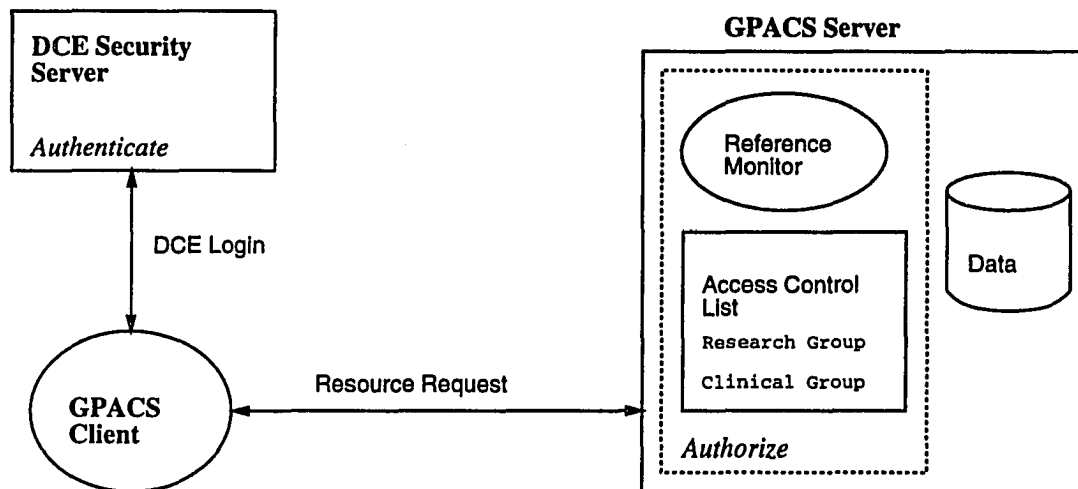 GPACS Server
DCE Security
Server
Authenticate
DCE Login
GPACS
Client
Resource Request
Reference
Monitor
Access Control
List
Research Group
Clinical Group
Authorize
Data